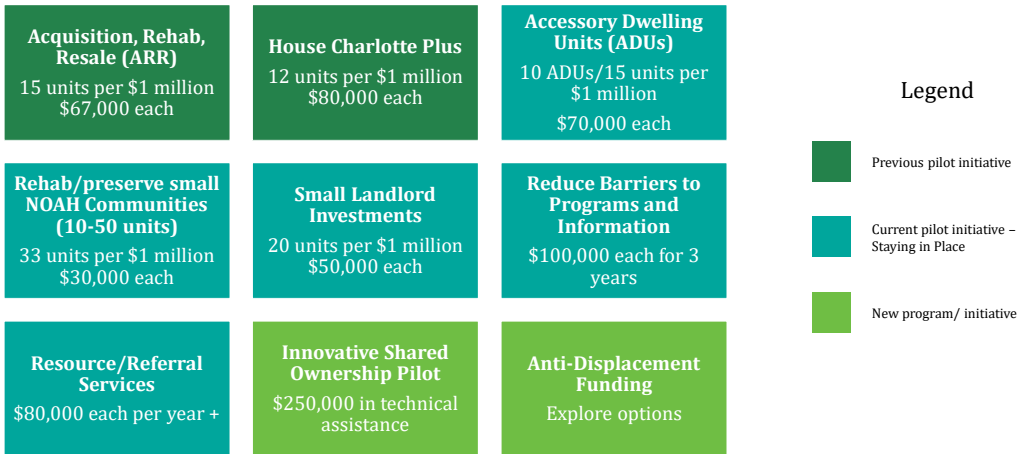 Acquisition, Rehab,
Resale (ARR)
15 units per $1 million
$67,000 each
House Charlotte Plus
12 units per $1 million
$80,000 each
Accessory Dwelling
Units (ADUs)
10 ADUs/15 units per
$1 million
$70,000 each
Rehab/preserve small
NOAH Communities
(10-50 units)
33 units per $1 million
$30,000 each
Small Landlord
Investments
20 units per $1 million
$50,000 each
Reduce Barriers to
Programs and
Information
$100,000 each for 3
years
Resource/Referral
Services
$80,000 each per year +
Innovative Shared
Ownership Pilot
$250,000 in technical
assistance
Anti-Displacement
Funding
Explore options
Legend
Previous pilot initiative
Current pilot initiative –
Staying in Place
New program/ initiative